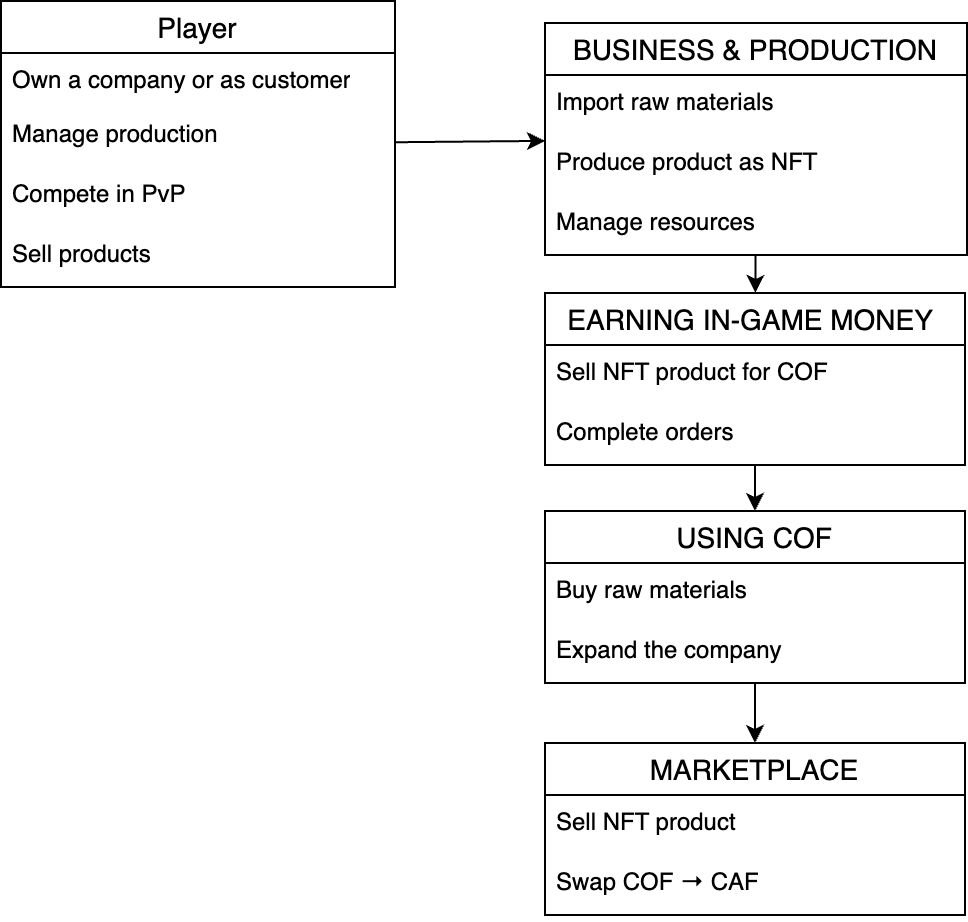 Player
Own a company or as customer
Manage production
Compete in PvP
Sell products
BUSINESS & PRODUCTION
Import raw materials
Produce product as NFT
Manage resources
EARNING IN-GAME MONEY
Sell NFT product for COF
Complete orders
USING COF
Buy raw materials
Expand the company
MARKETPLACE
Sell NFT product
Swap COF → CAF